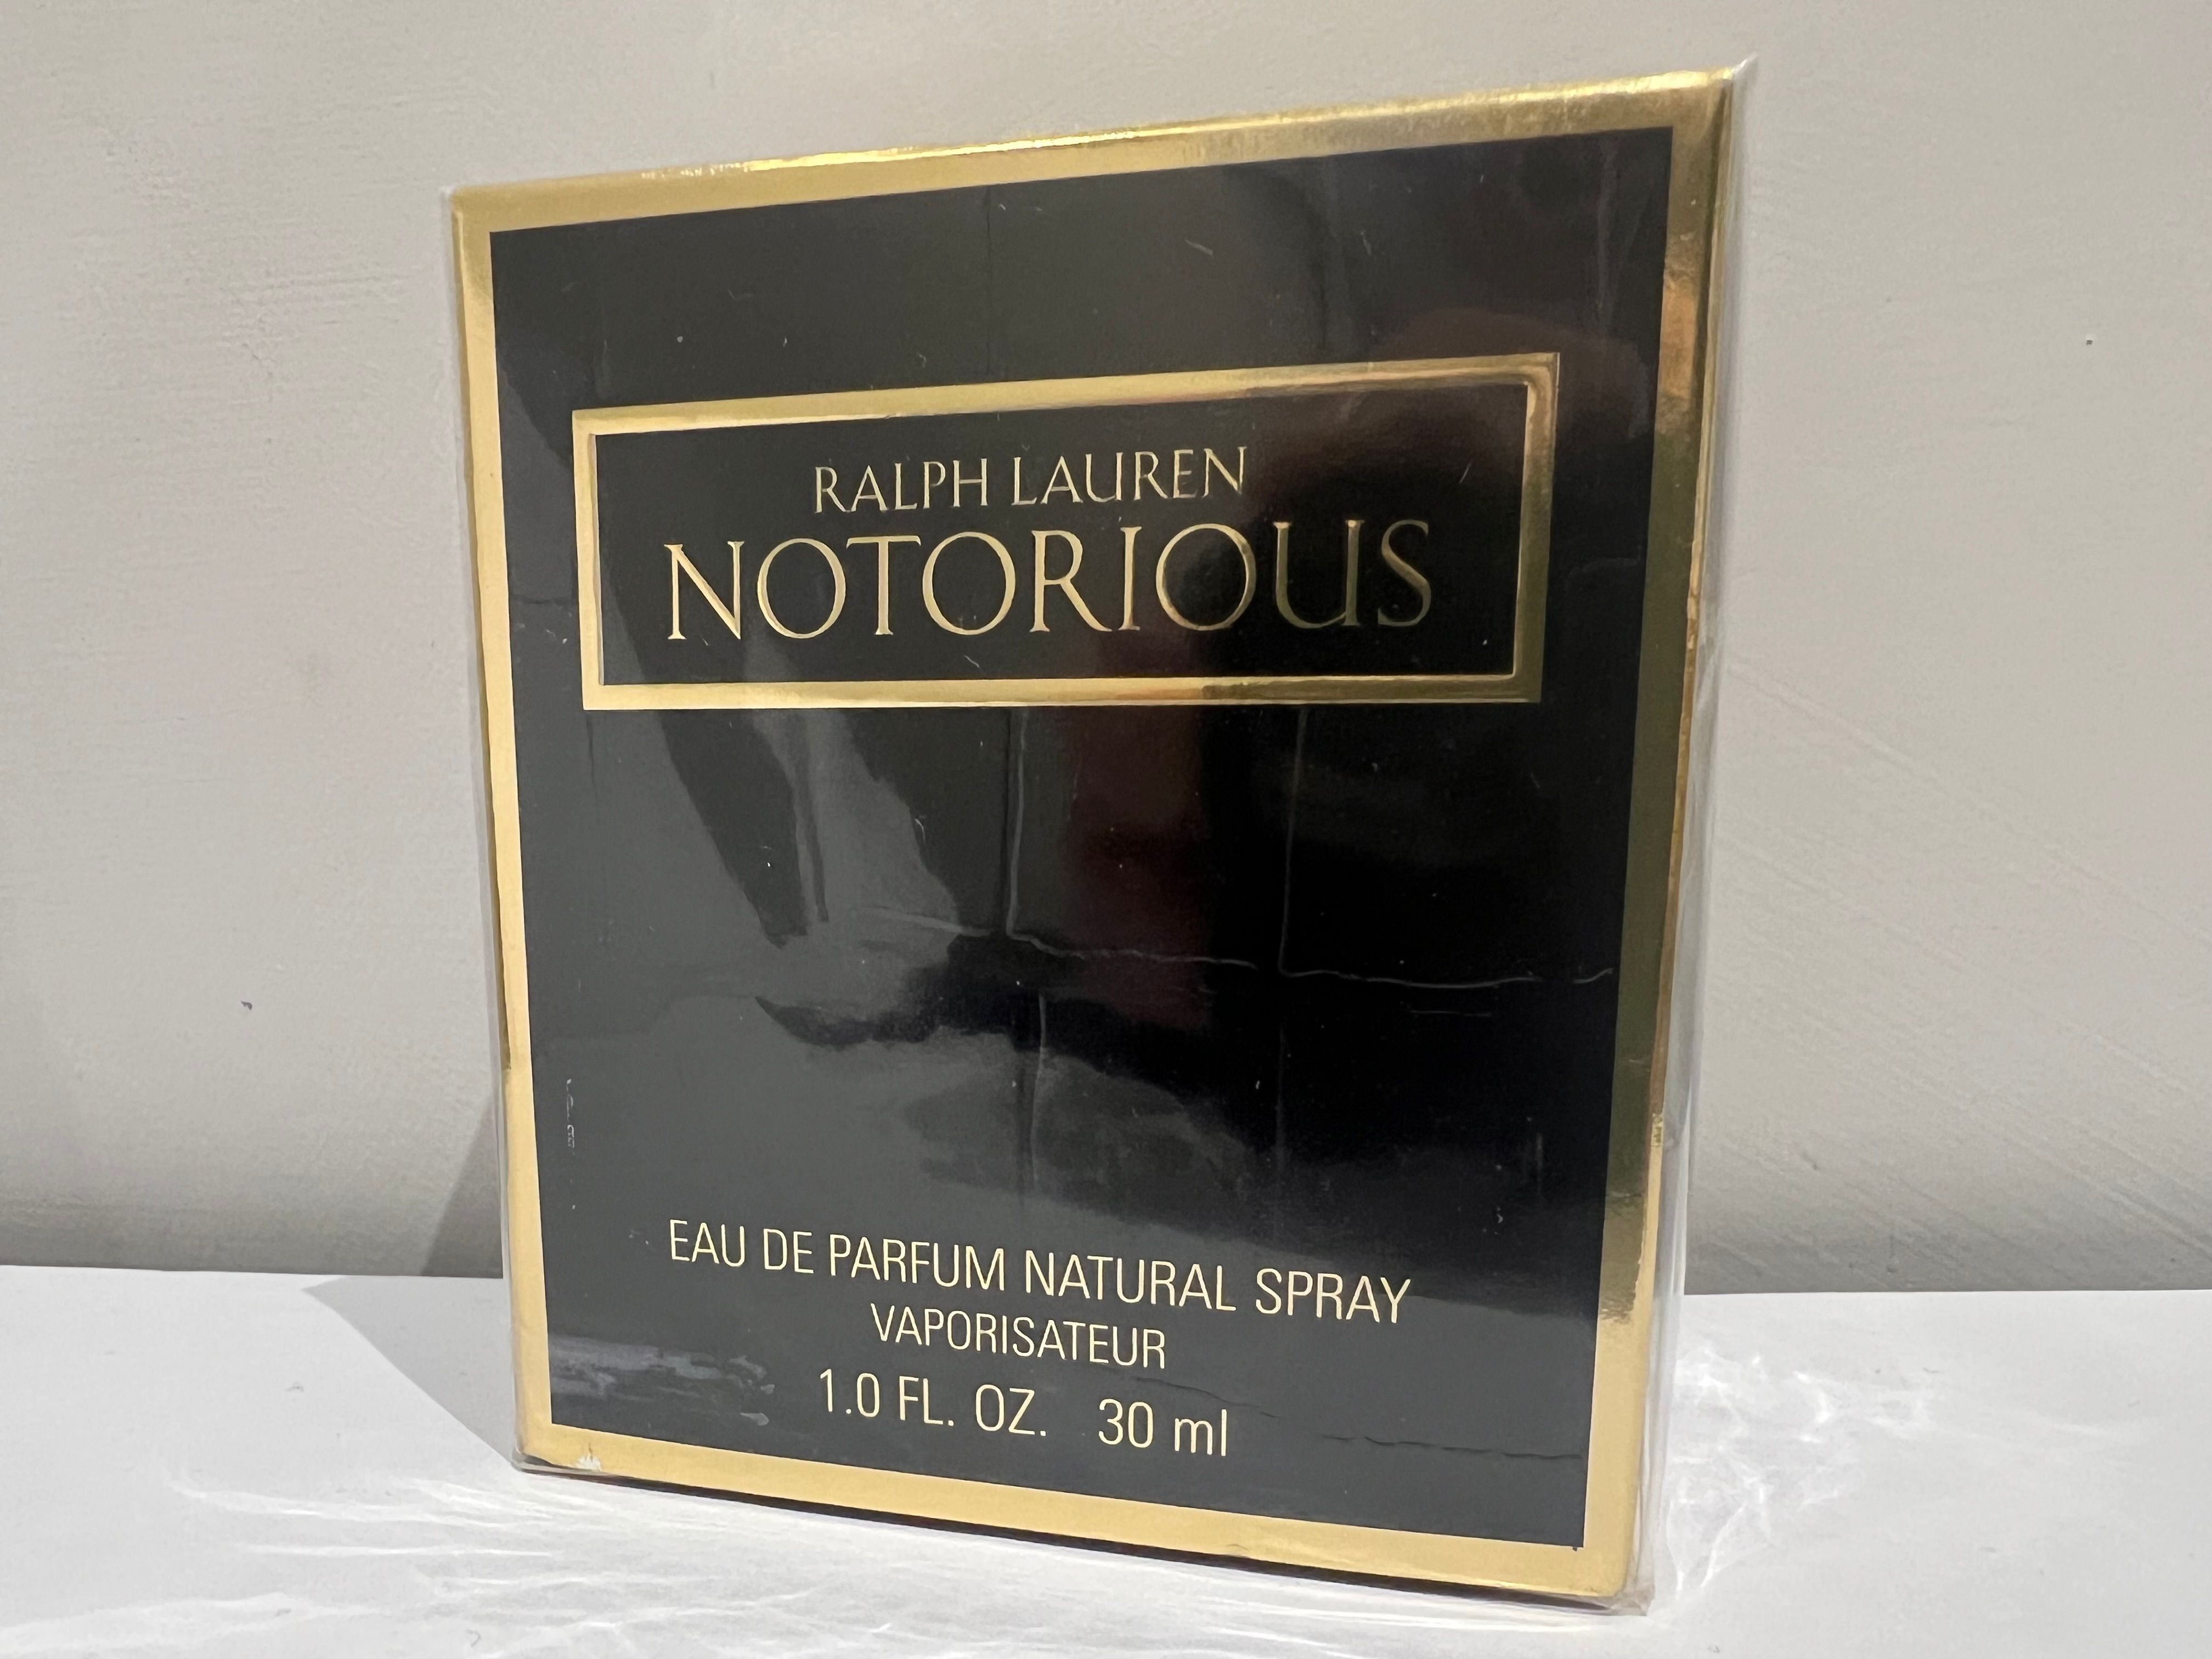 RALPH LAUREN
NOTORIOUS
EAU DE PARFUM NATURAL SPRAY
VAPORISATEUR
1.0 FL. OZ. 30 ml